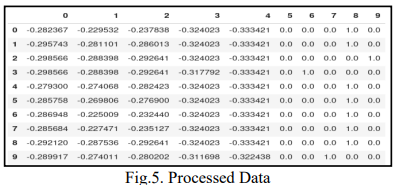 0 1 2 3 4 5 6 7 8 9
0 -0.282367 -0.229532 -0.237838 -0.324023 -0.333421 0.0 0.0 0.0 1.0 0.0
1 -0.295743 -0.281101 -0.286013 -0.324023 -0.333421 0.0 0.0 0.0 1.0 0.0
2 -0.298566 -0.288398 -0.292641 -0.324023 -0.333421 0.0 0.0 0.0 0.0 1.0
3 -0.298566 -0.288398 -0.292641 -0.317792 -0.333421 0.0 1.0 0.0 0.0 0.0
4 -0.279300 -0.274068 -0.282423 -0.324023 -0.333421 0.0 0.0 0.0 1.0 0.0
5 -0.285758 -0.269806 -0.276900 -0.324023 -0.333421 0.0 0.0 0.0 1.0 0.0
6 -0.286948 -0.225009 -0.232440 -0.324023 -0.333421 0.0 0.0 0.0 1.0 0.0
7 -0.285684 -0.227471 -0.235127 -0.324023 -0.333421 0.0 0.0 0.0 1.0 0.0
8 -0.292120 -0.287536 -0.292641 -0.324023 -0.333421 0.0 0.0 0.0 1.0 0.0
9 -0.289917 -0.274011 -0.280202 -0.311698 -0.322438 0.0 0.0 1.0 0.0 0.0
Fig.5. Processed Data